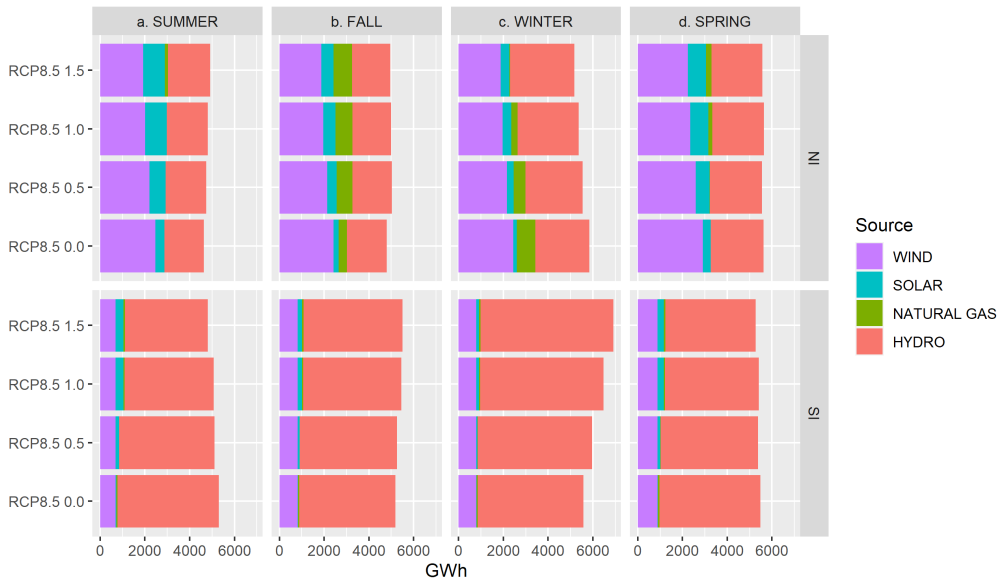 a. SUMMER
b. FALL
c. WINTER
d. SPRING
RCP8.5 1.5
RCP8.5 1.0
RCP8.5 0.5
RCP8.5 0.0
NI
RCP8.5 1.5
RCP8.5 1.0
RCP8.5 0.5
RCP8.5 0.0
SI
0 2000 4000 6000
0 2000 4000 6000
0 2000 4000 6000
0 2000 4000 6000
GWh
Source
WIND
SOLAR
NATURAL GAS
HYDRO